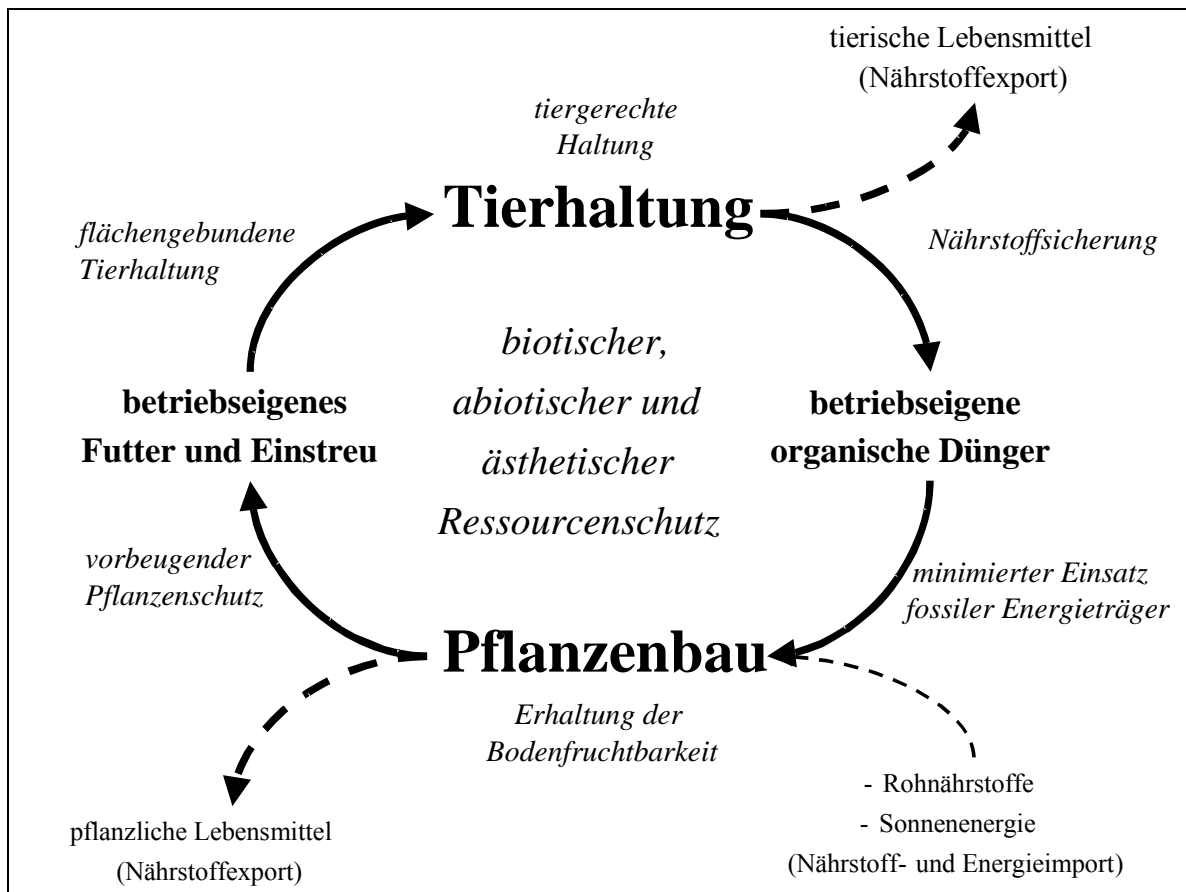 tierische Lebensmittel
(Nährstoffexport)
tiergerechte
Haltung
Tierhaltung
flächengebundene
Tierhaltung
Nährstoffsicherung
biotischer,
abiotischer und
ästhetischer
Ressourcenschutz
betriebseigenes
Futter und Einstreu
betriebseigene
organische Dünger
vorbeugender
Pflanzenschutz
minimierter Einsatz
fossiler Energieträger
Pflanzenbau
Erhaltung der
Bodenfruchtbarkeit
pflanzliche Lebensmittel
(Nährstoffexport)
- Rohnährstoffe
- Sonnenenergie
(Nährstoff- und Energieimport)